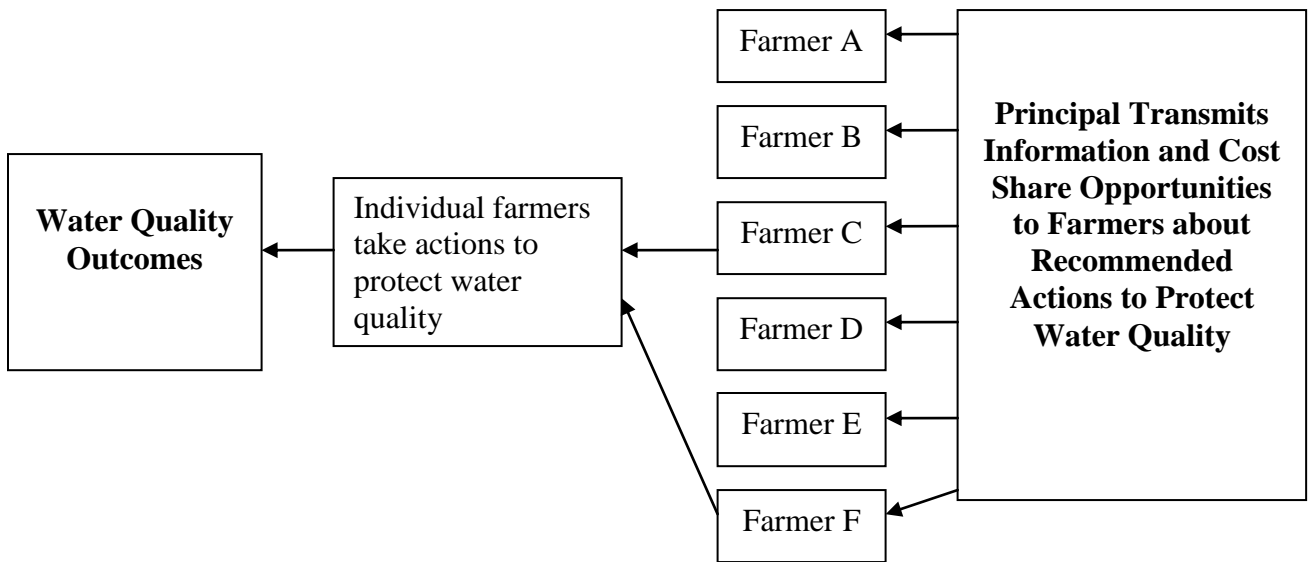 Water Quality
Outcomes
Individual farmers
take actions to
protect water
quality
Farmer A
Farmer B
Farmer C
Farmer D
Farmer E
Farmer F
Principal Transmits
Information and Cost
Share Opportunities
to Farmers about
Recommended
Actions to Protect
Water Quality